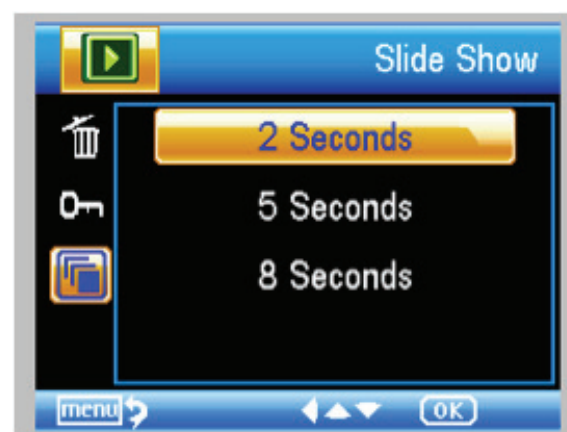 Slide Show
2 Seconds
5 Seconds
8 Seconds
menu OK